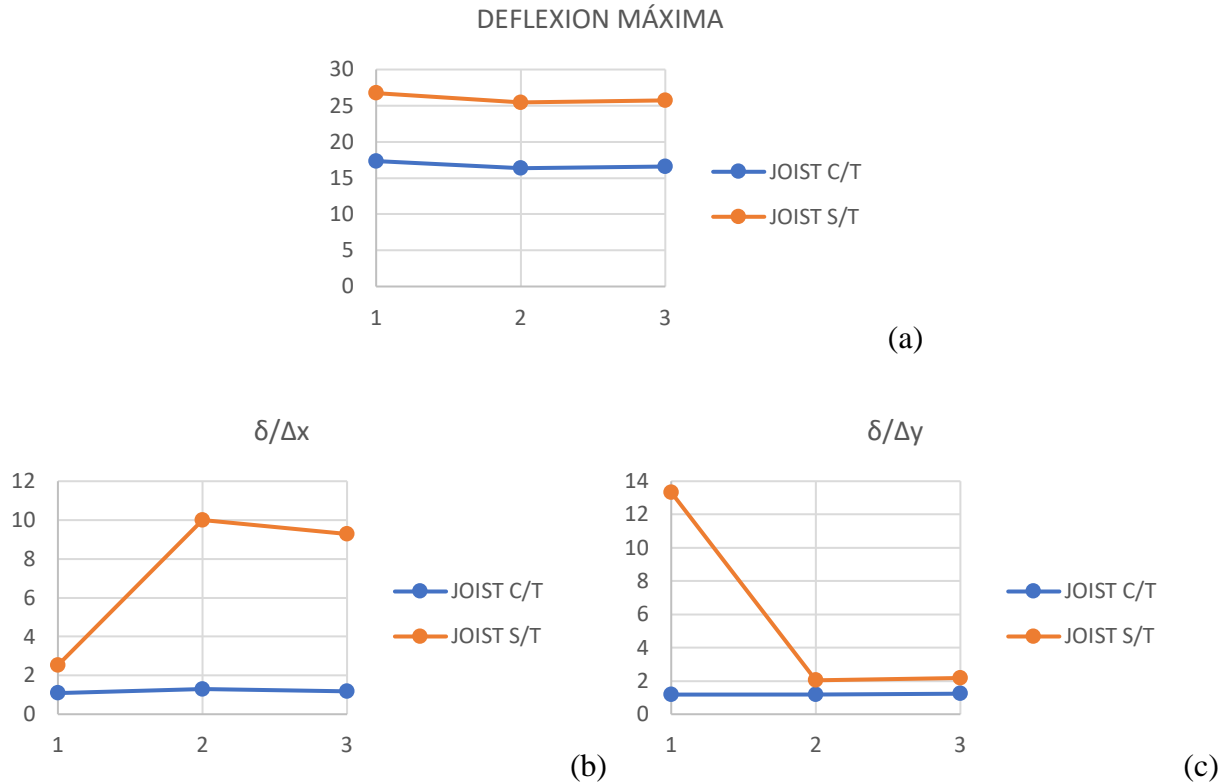 DEFLEXION MÁXIMA
30
25
20
15
10
5
0
1 2 3
JOIST C/T
JOIST S/T
(a)
δ/Δx
12
10
8
6
4
2
0
1 2 3
JOIST C/T
JOIST S/T
(b)
δ/Δy
14
12
10
8
6
4
2
0
1 2 3
JOIST C/T
JOIST S/T
(c)